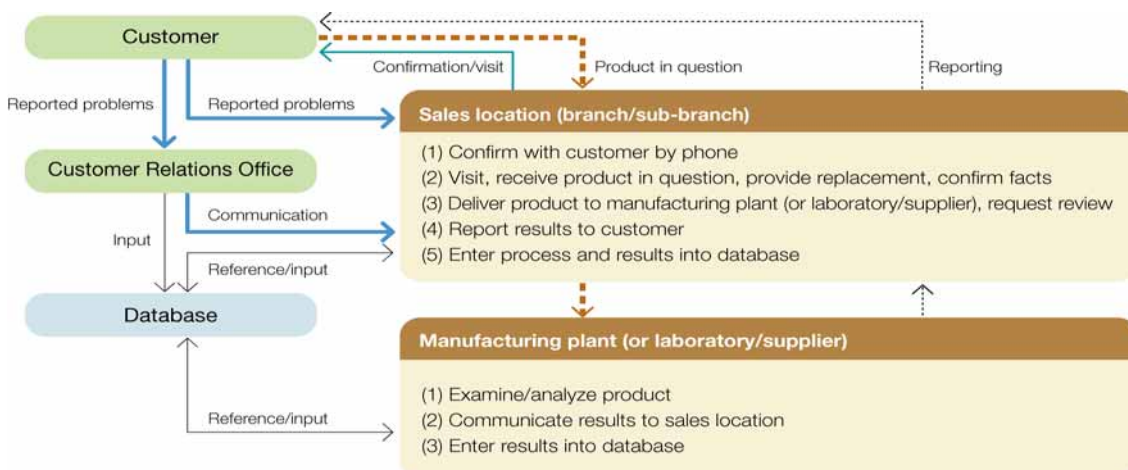 Customer
Confirmation/visit
Product in question
Reporting
Reported problems
Reported problems
Sales location (branch/sub-branch)
(1) Confirm with customer by phone
(2) Visit, receive product in question, provide replacement, confirm facts
(3) Deliver product to manufacturing plant (or laboratory/supplier), request review
(4) Report results to customer
(5) Enter process and results into database
Customer Relations Office
Communication
Input
Reference/input
Database
Manufacturing plant (or laboratory/supplier)
(1) Examine/analyze product
(2) Communicate results to sales location
(3) Enter results into database
Reference/input